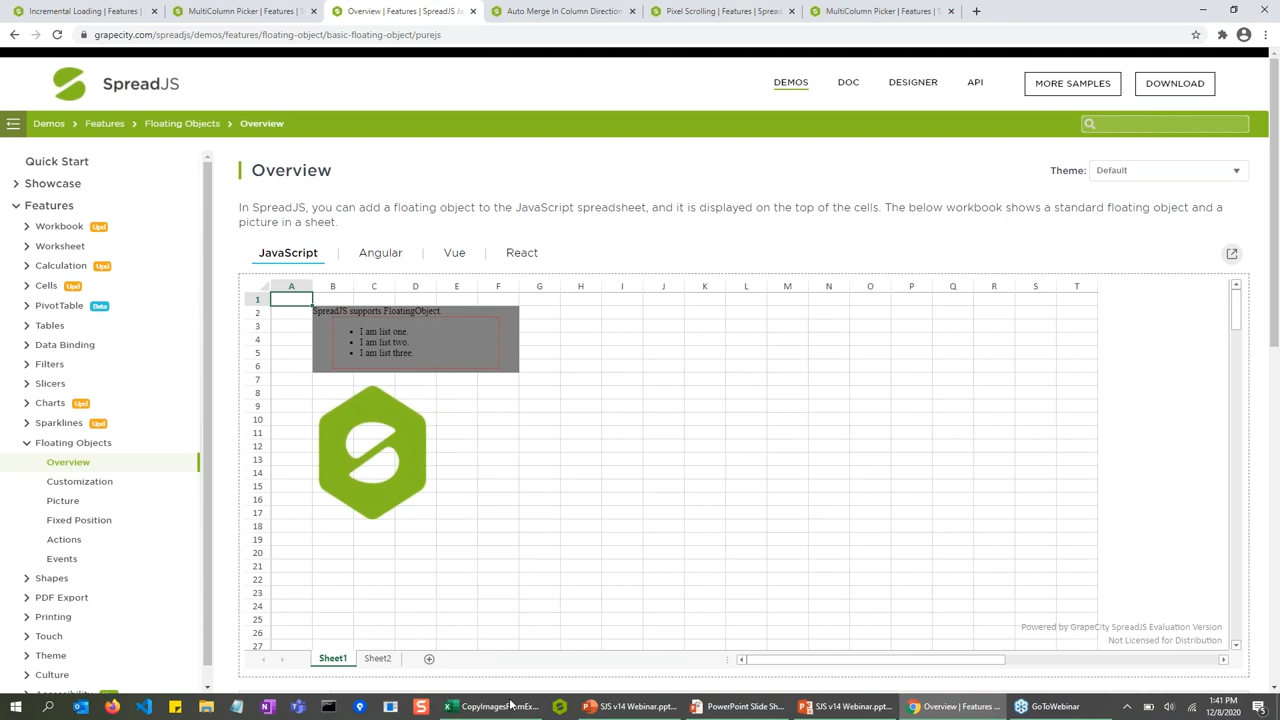 Incremental Loading | Features |
MultiColumn Picker | Features | S
Overview | Features | SpreadJS Ja
Auto Merge In Column Direction
Pixel Scrolling | Features | Spread
MultiColumn Picker | Features | S
grapecity.com/spreadjs/demos/features/floating-object/basic-floating-object/purejs
SpreadJS
DEMOS
DOC
DESIGNER
API
MORE SAMPLES
DOWNLOAD
Demos > Features > Floating Objects > Overview
Quick Start
Showcase
Features
Workbook Upd
Worksheet
Calculation Upd
Cells Upd
PivotTable Beta
Tables
Data Binding
Filters
Slicers
Charts Upd
Sparklines Upd
Floating Objects
Overview
Customization
Picture
Fixed Position
Actions
Events
Shapes
PDF Export
Printing
Touch
Theme
Culture
Overview
Theme: Default
In SpreadJS, you can add a floating object to the JavaScript spreadsheet, and it is displayed on the top of the cells. The below workbook shows a standard floating object and a
picture in a sheet.
JavaScript | Angular | Vue | React
A B C D E F G H I J K L M N O P Q R S T
1
2
3
4
5
6
7
8
9
10
11
12
13
14
15
16
17
18
19
20
21
22
23
24
25
26
27
SpreadJS supports FloatingObject.
• I am list one.
• I am list two.
• I am list three.
Powered by GrapeCity SpreadJS Evaluation Version
Not Licensed for Distribution
Sheet1
Sheet2
SJS v14 Webinar.ppt...
PowerPoint Slide Sh...
SJS v14 Webinar.ppt...
Overview | Features ...
GoToWebinar
1:41 PM
12/8/2020